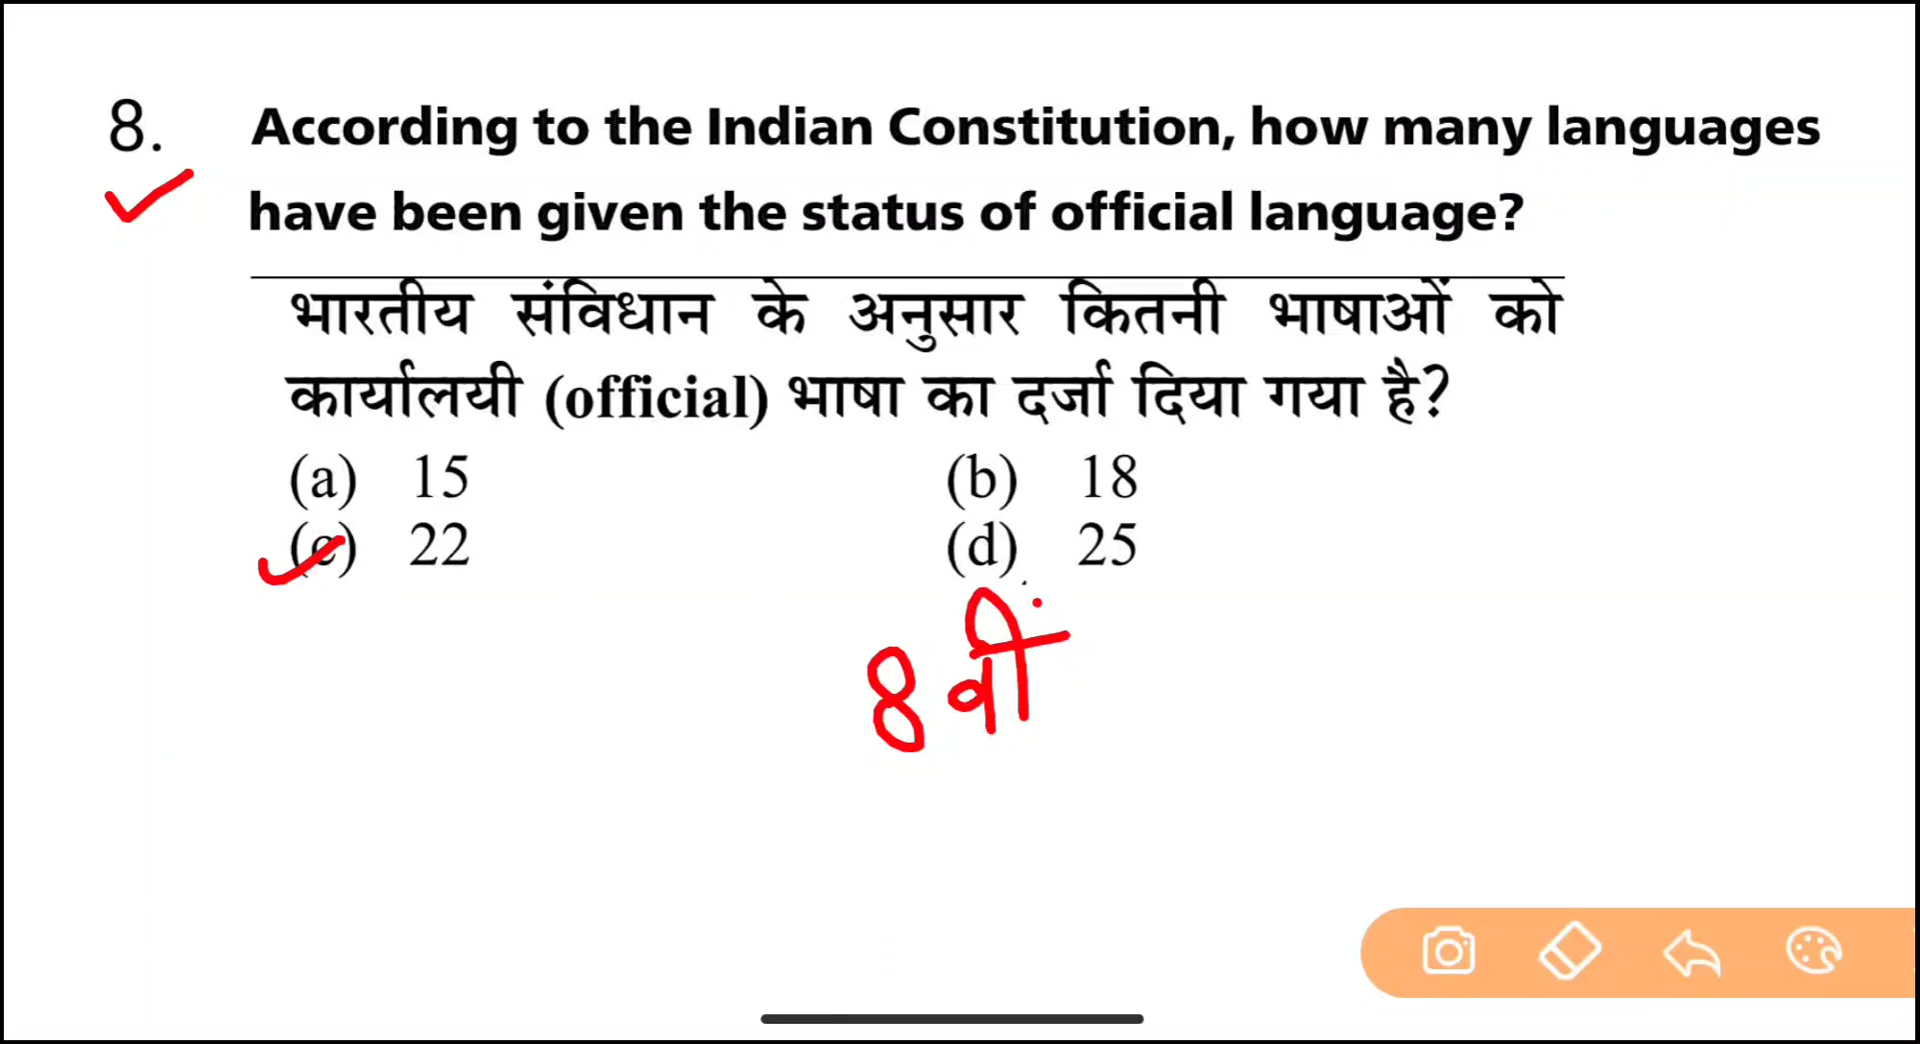 8. According to the Indian Constitution, how many languages
have been given the status of official language?
भारतीय संविधान के अनुसार कितनी भाषाओं को
कार्यालयी (official) भाषा का दर्जा दिया गया है?
(a) 15 (b) 18
(c) 22 (d) 25
8वीं